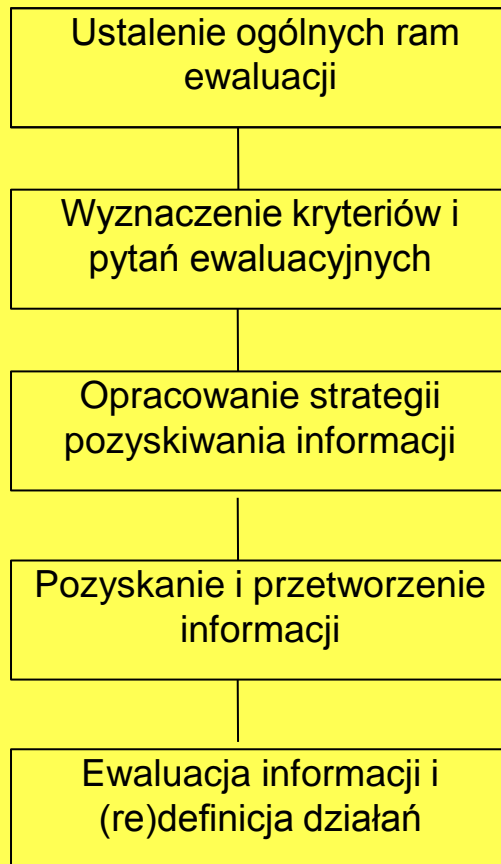 Ustalenie ogólnych ram
ewaluacji
Wyznaczenie kryteriów i
pytań ewaluacyjnych
Opracowanie strategii
pozyskiwania informacji
Pozyskanie i przetworzenie
informacji
Ewaluacja informacji i
(re)definicja działań